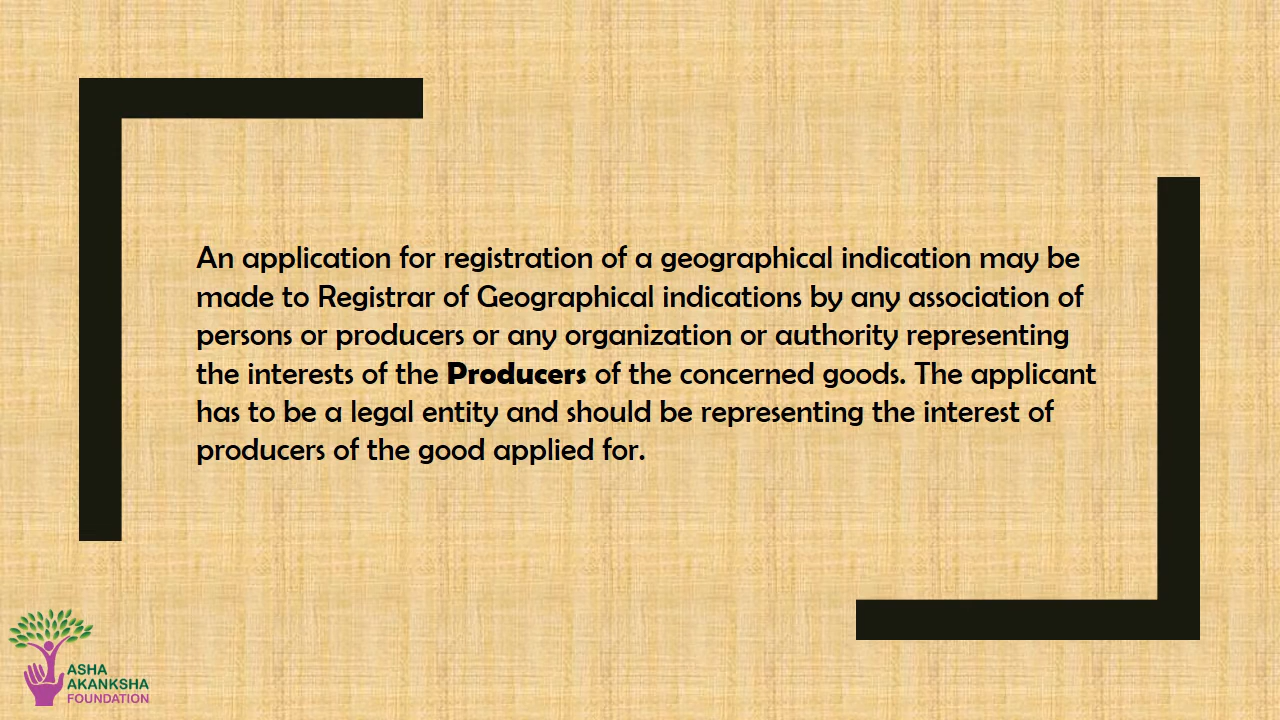 An application for registration of a geographical indication may be
made to Registrar of Geographical indications by any association of
persons or producers or any organization or authority representing
the interests of the Producers of the concerned goods. The applicant
has to be a legal entity and should be representing the interest of
producers of the good applied for.
ASHA
AKANKSHA
FOUNDATION